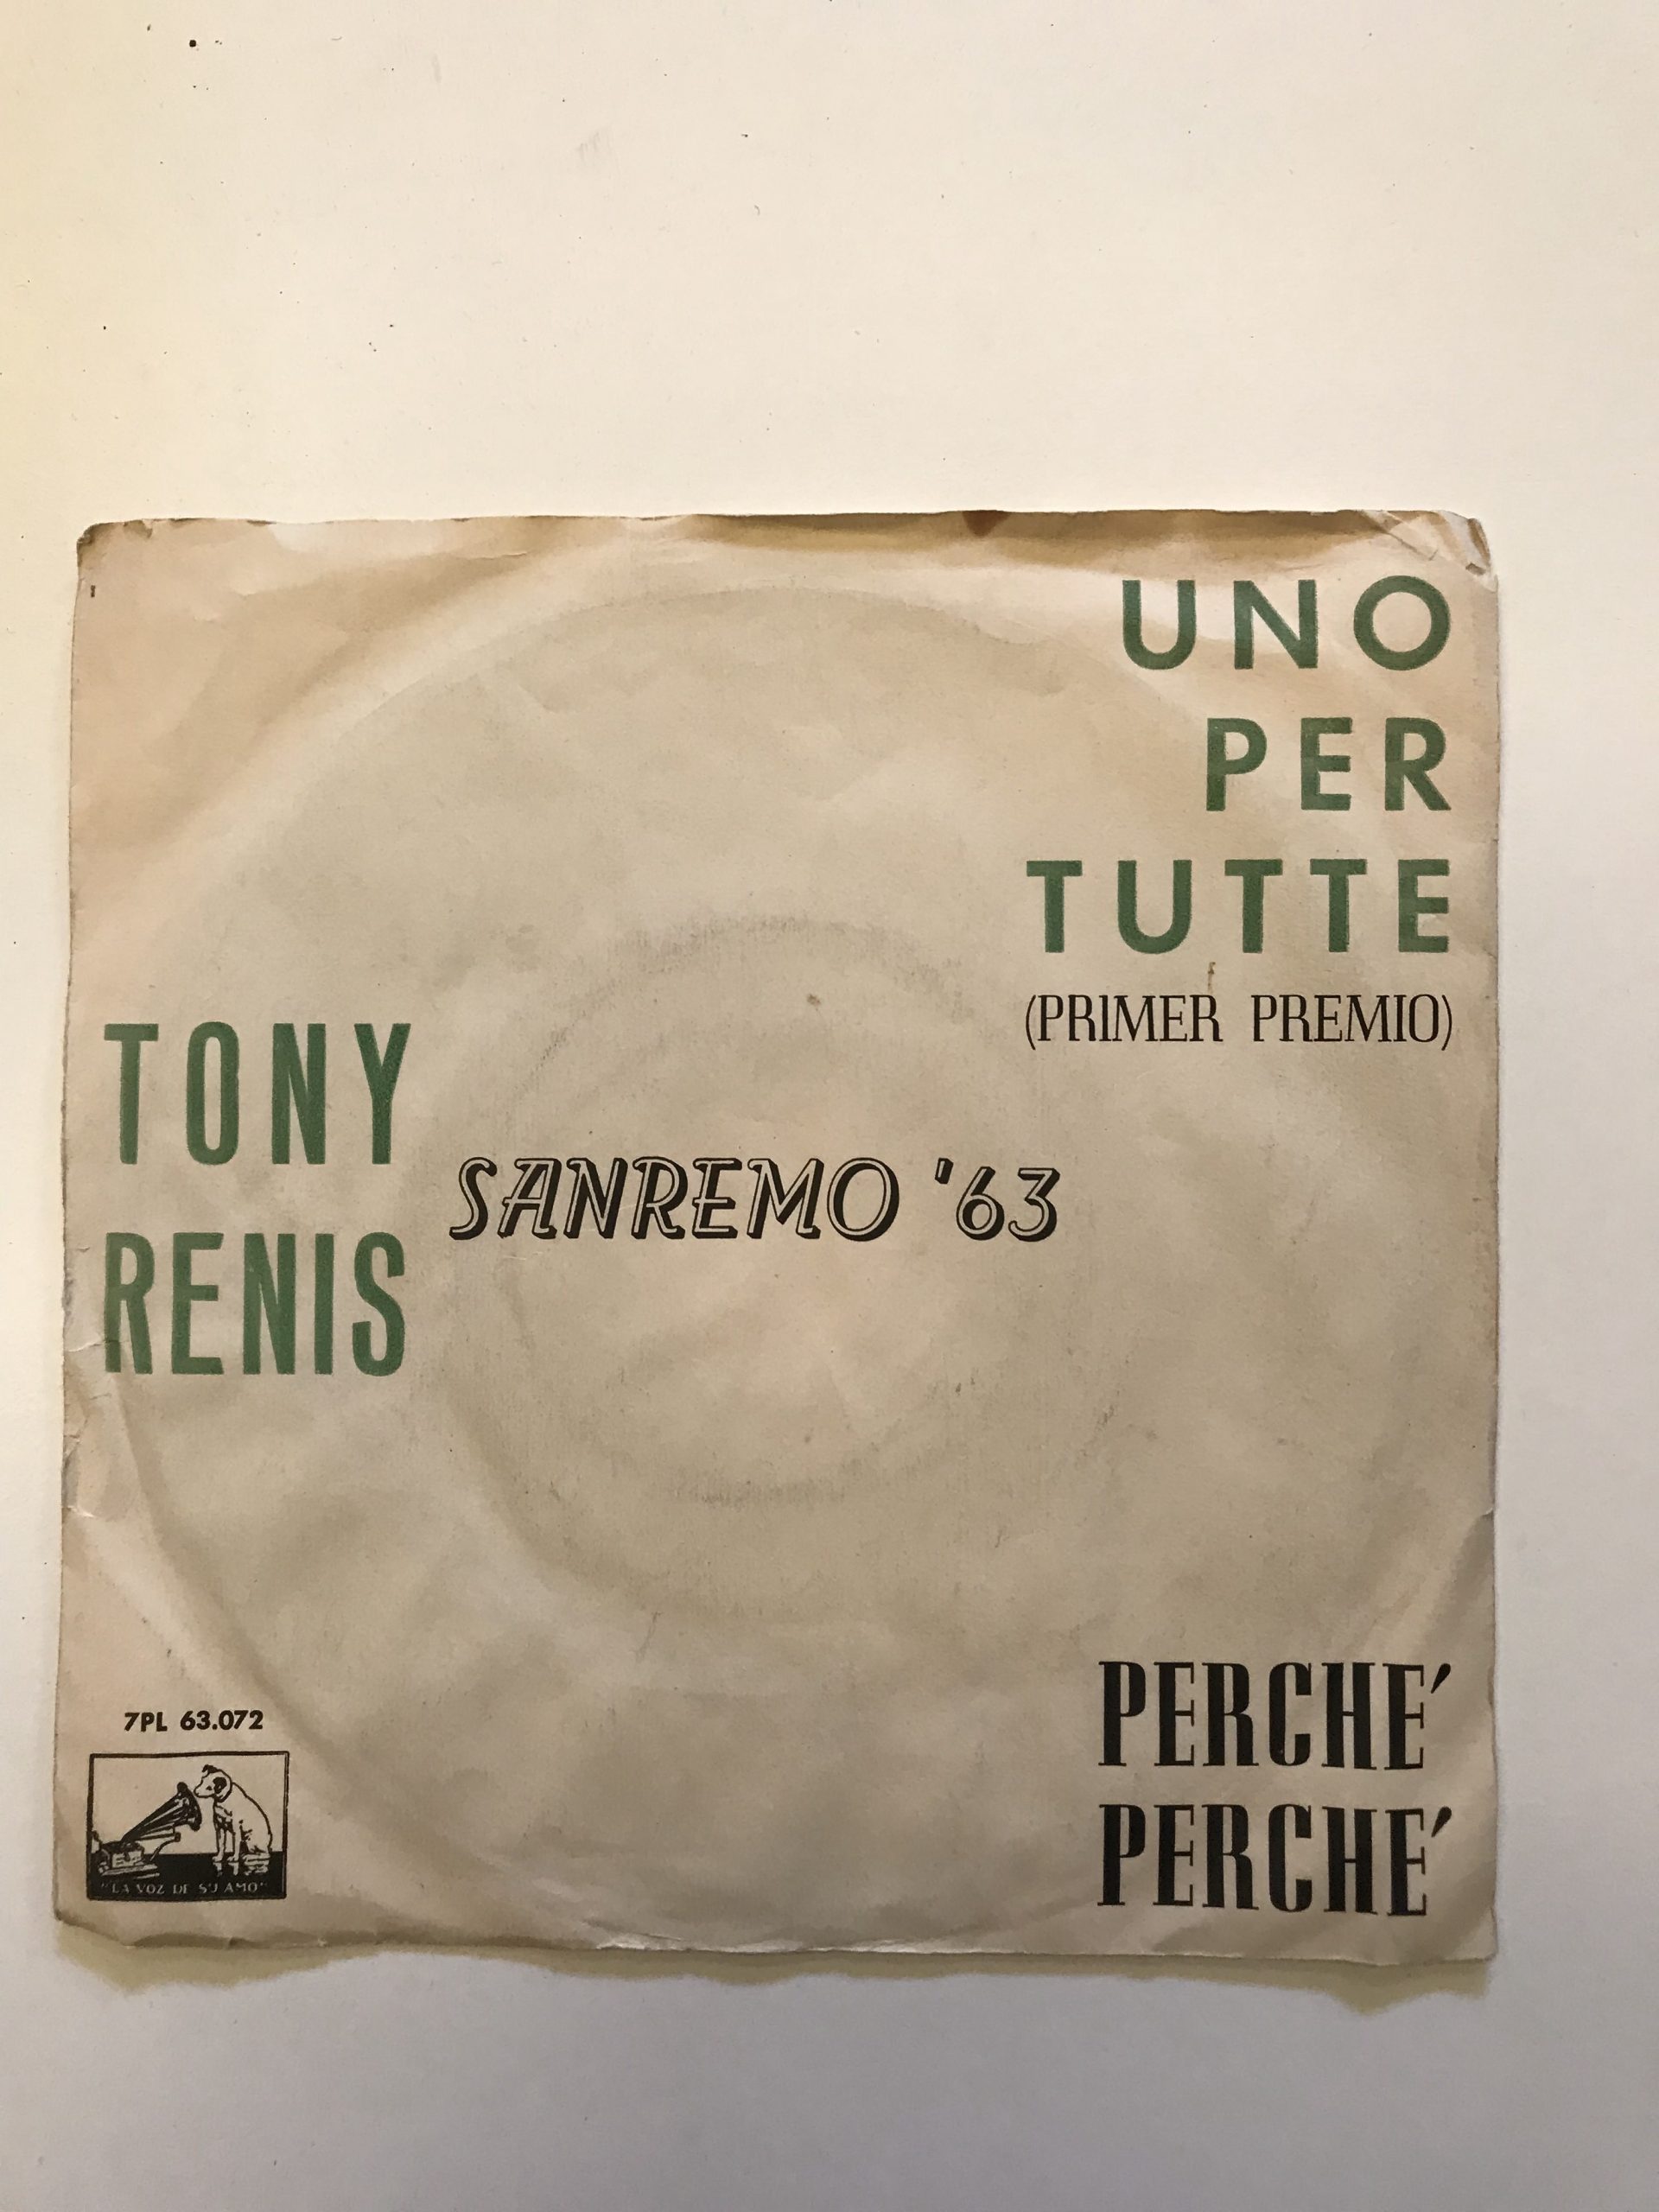 UNO
PER
TUTTE
(PRIMER PREMIO)
TONY
RENIS
SANREMO '63
PERCHE'
PERCHE'
7PL 63.072
"LA VOZ DE SU AMO"